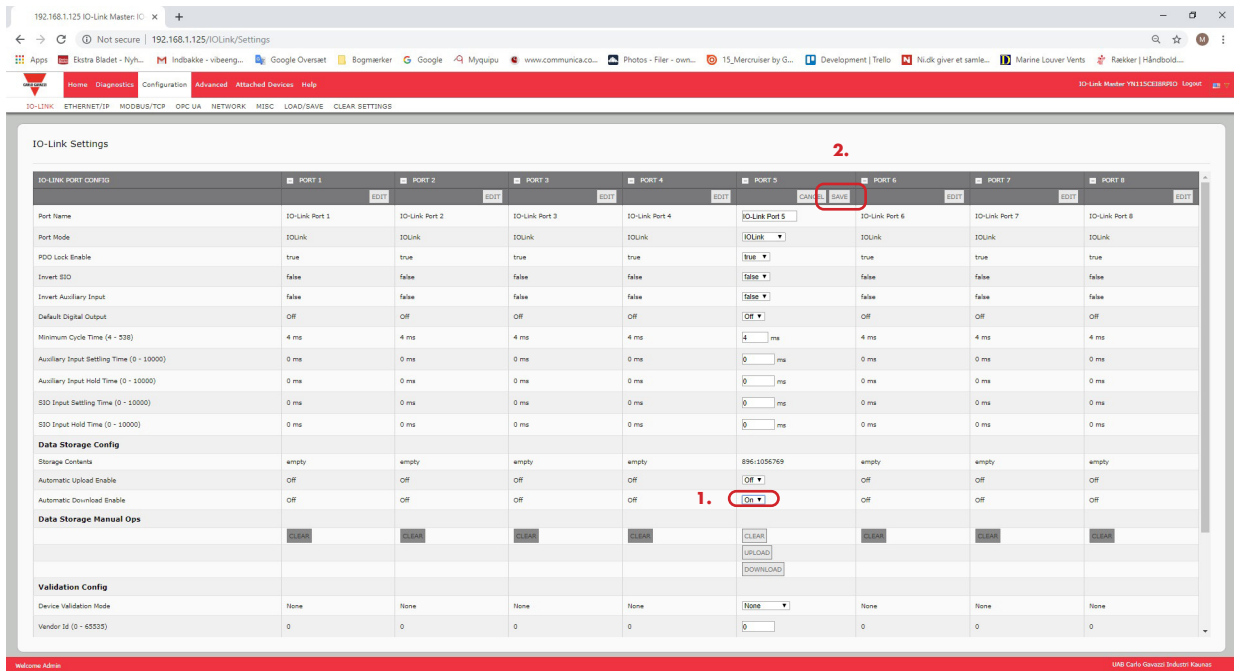 192.168.1.125 IO-Link Master: IO
Not secure | 192.168.1.125/IOLink/Settings
Apps Ekstra Bladet - Nyh... Indbakke - vibeeng... Google Oversæt Bogmærker Google Myquipu www.communica.co... Photos - Filer - own... 15_Mercruiser by G... Development | Trello Ni.dk giver et samle... Marine Louver Vents Rækker | Håndbold....
Home Diagnostics Configuration Advanced Attached Devices Help IO-Link Master YN115CEI8RPIO Logout
IO-LINK ETHERNET/IP MODBUS/TCP OPC UA NETWORK MISC LOAD/SAVE CLEAR SETTINGS
IO-Link Settings
2.
IO-LINK PORT CONFIG PORT 1 PORT 2 PORT 3 PORT 4 PORT 5 PORT 6 PORT 7 PORT 8
EDIT EDIT EDIT EDIT CANCEL SAVE EDIT EDIT EDIT
Port Name IO-Link Port 1 IO-Link Port 2 IO-Link Port 3 IO-Link Port 4 IO-Link Port 5 IO-Link Port 6 IO-Link Port 7 IO-Link Port 8
Port Mode IOLink IOLink IOLink IOLink IOLink IOLink IOLink IOLink
PDO Lock Enable true true true true true true true true
Invert SIO false false false false false false false false
Invert Auxiliary Input false false false false false false false false
Default Digital Output Off Off Off Off Off Off Off Off
Minimum Cycle Time (4 - 538) 4 ms 4 ms 4 ms 4 ms 4 ms 4 ms 4 ms 4 ms
Auxiliary Input Settling Time (0 - 10000) 0 ms 0 ms 0 ms 0 ms 0 ms 0 ms 0 ms 0 ms
Auxiliary Input Hold Time (0 - 10000) 0 ms 0 ms 0 ms 0 ms 0 ms 0 ms 0 ms 0 ms
SIO Input Settling Time (0 - 10000) 0 ms 0 ms 0 ms 0 ms 0 ms 0 ms 0 ms 0 ms
SIO Input Hold Time (0 - 10000) 0 ms 0 ms 0 ms 0 ms 0 ms 0 ms 0 ms 0 ms
Data Storage Config
Storage Contents empty empty empty empty 896:1056769 empty empty empty
Automatic Upload Enable Off Off Off Off Off Off Off Off
Automatic Download Enable Off Off Off Off 1. On Off Off Off
Data Storage Manual Ops
CLEAR CLEAR CLEAR CLEAR CLEAR CLEAR CLEAR CLEAR
UPLOAD
DOWNLOAD
Validation Config
Device Validation Mode None None None None None None None None
Vendor Id (0 - 65535) 0 0 0 0 0 0 0 0
Welcome Admin UAB Carlo Gavazzi Industri Kaunas